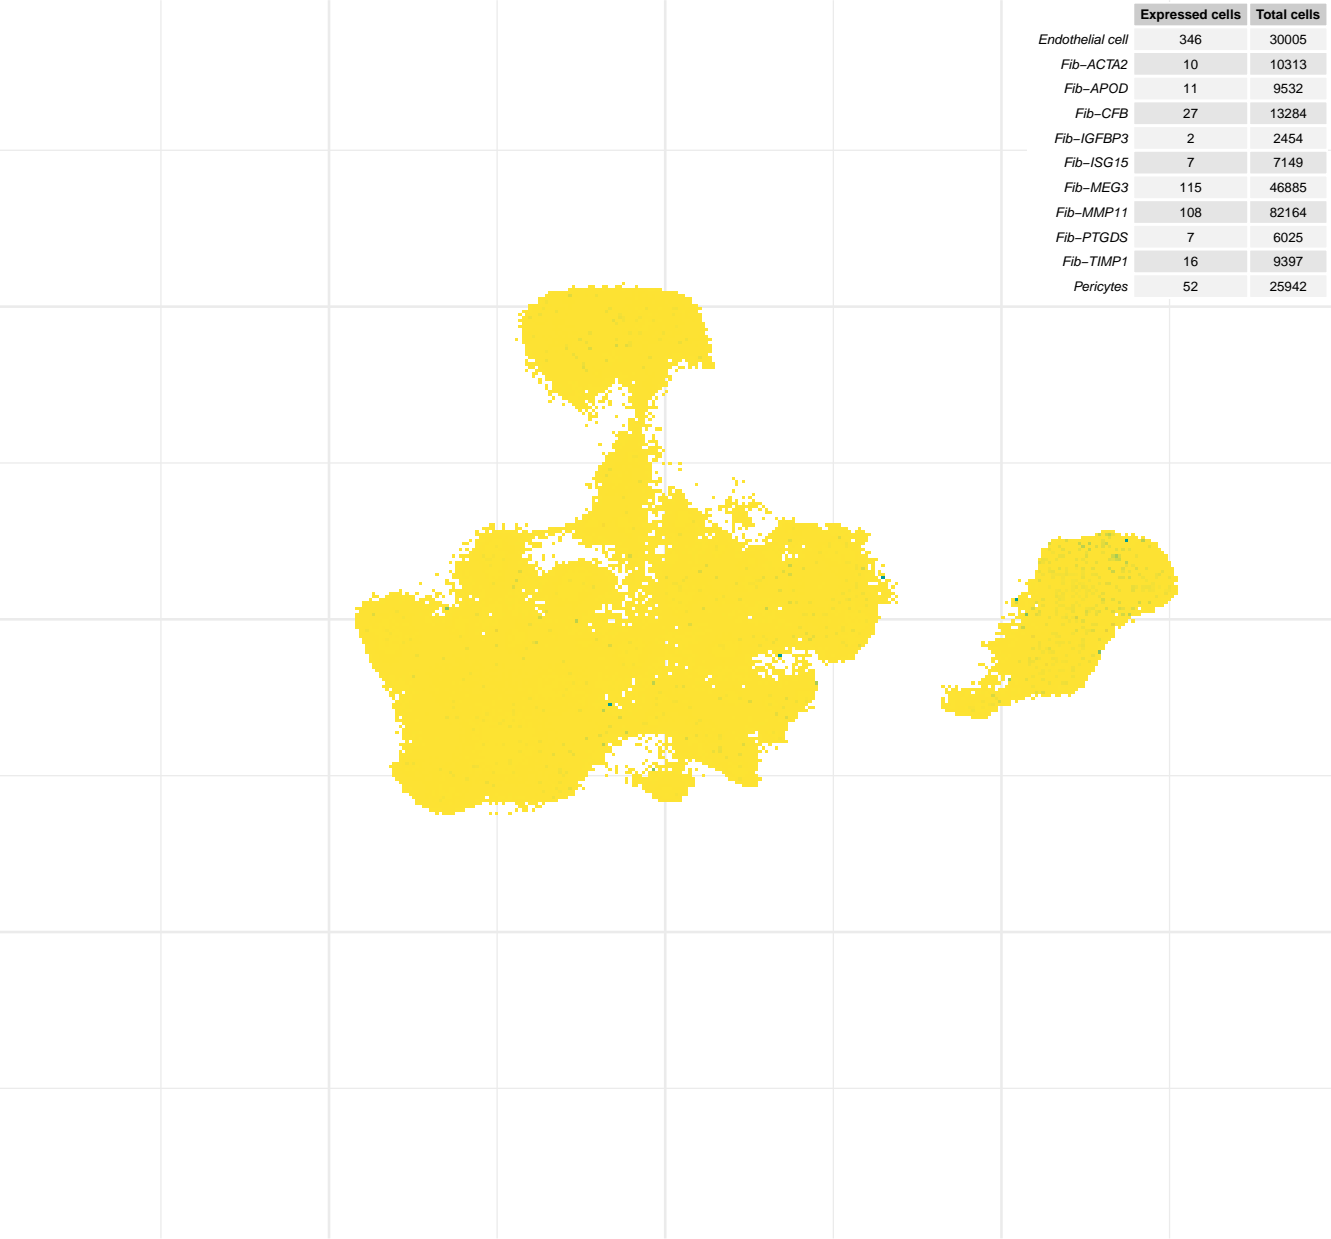 Expressed cells Total cells
Endothelial cell 346 30005
Fib−ACTA2 10 10313
Fib−APOD 11 9532
Fib−CFB 27 13284
Fib−IGFBP3 2 2454
Fib−ISG15 7 7149
Fib−MEG3 115 46885
Fib−MMP11 108 82164
Fib−PTGDS 7 6025
Fib−TIMP1 16 9397
Pericytes 52 25942